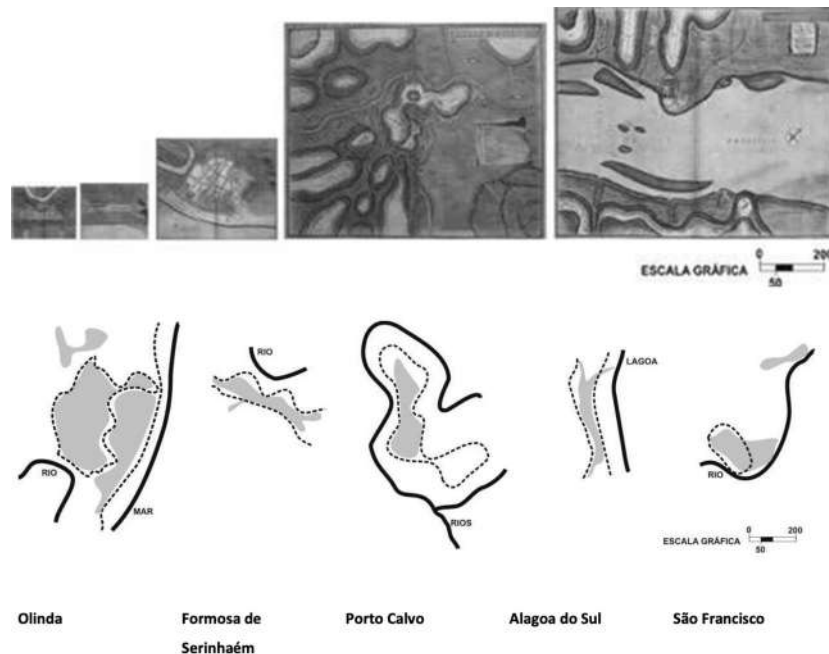 0 200
ESCALA GRÁFICA
50
RIO
LAGOA
RIO
MAR
RIOS
RIO
0 200
ESCALA GRÁFICA
50
Olinda
Formosa de
Serinhaém
Porto Calvo
Alagoa do Sul
São Francisco